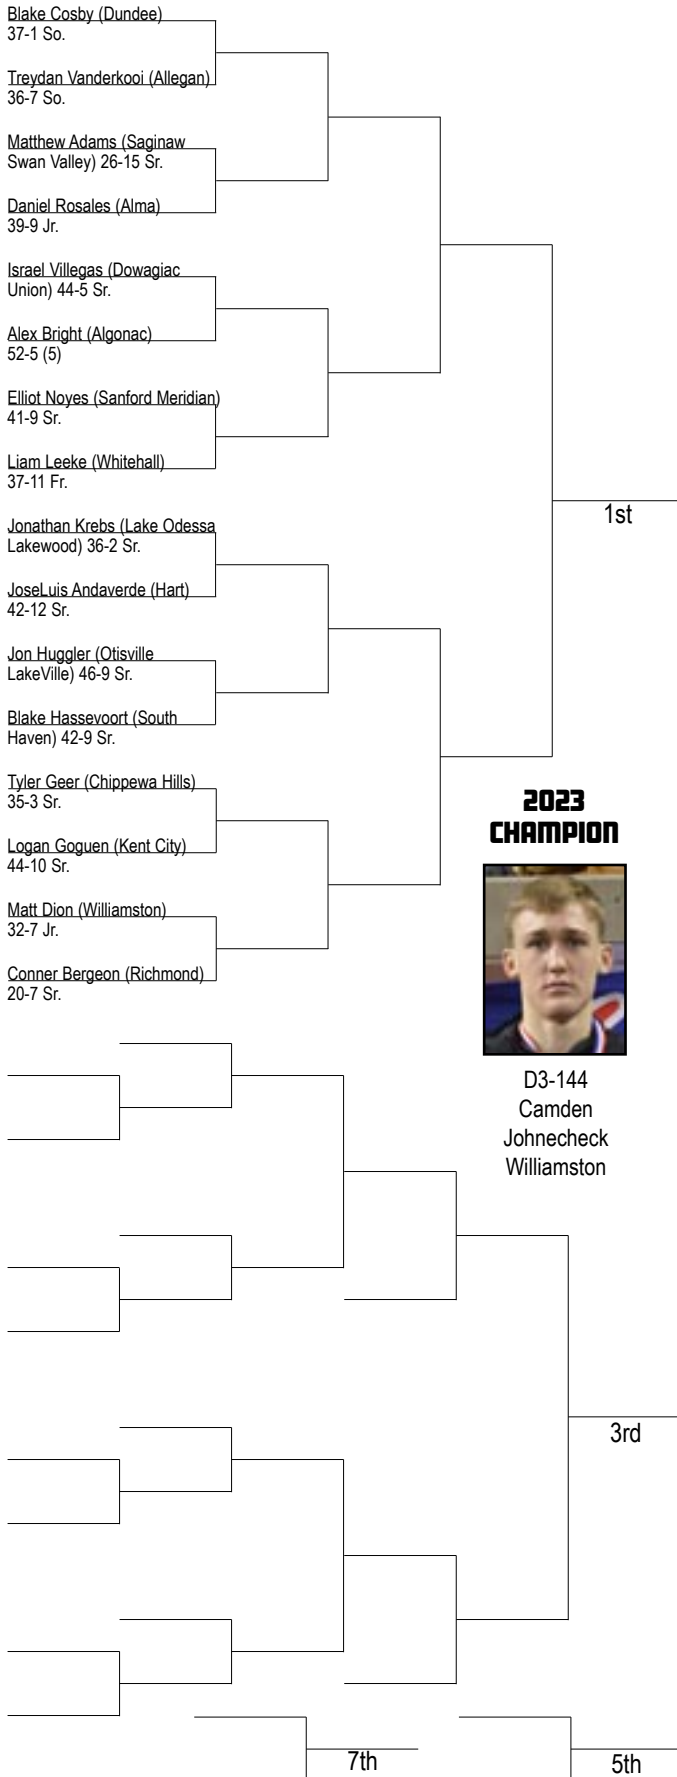 Blake Cosby (Dundee)
37-1 So.
Treydan Vanderkooi (Allegan)
36-7 So.
Matthew Adams (Saginaw
Swan Valley) 26-15 Sr.
Daniel Rosales (Alma)
39-9 Jr.
Israel Villegas (Dowagiac
Union) 44-5 Sr.
Alex Bright (Algonac)
52-5 (5)
Elliot Noyes (Sanford Meridian)
41-9 Sr.
Liam Leeke (Whitehall)
37-11 Fr.
Jonathan Krebs (Lake Odessa
Lakewood) 36-2 Sr.
JoseLuis Andaverde (Hart)
42-12 Sr.
Jon Huggler (Otisville
LakeVille) 46-9 Sr.
Blake Hassevoort (South
Haven) 42-9 Sr.
Tyler Geer (Chippewa Hills)
35-3 Sr.
Logan Goguen (Kent City)
44-10 Sr.
Matt Dion (Williamston)
32-7 Jr.
Conner Bergeon (Richmond)
20-7 Sr.
1st
2023
CHAMPION
D3-144
Camden
Johnecheck
Williamston
3rd
7th
5th